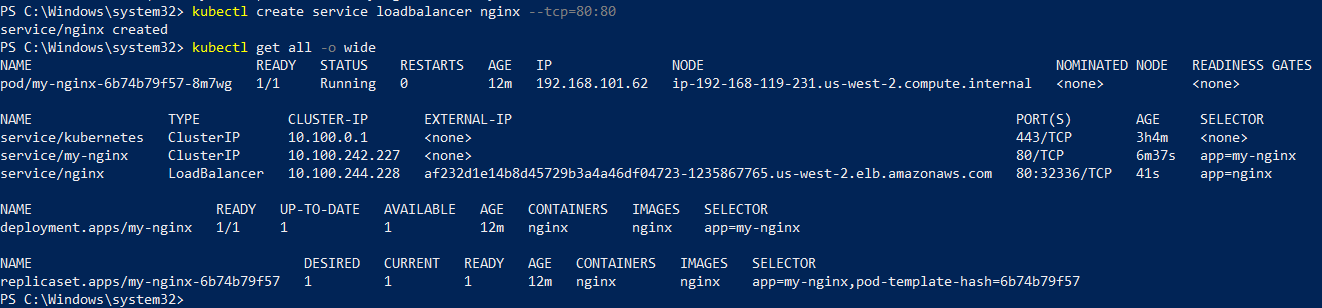 PS C:\Windows\system32> kubectl create service loadbalancer nginx --tcp=80:80
service/nginx created
PS C:\Windows\system32> kubectl get all -o wide
NAME READY STATUS RESTARTS AGE IP NODE NOMINATED NODE READINESS GATES
pod/my-nginx-6b74b79f57-8m7wg 1/1 Running 0 12m 192.168.101.62 ip-192-168-119-231.us-west-2.compute.internal <none> <none>
NAME TYPE CLUSTER-IP EXTERNAL-IP PORT(S) AGE SELECTOR
service/kubernetes ClusterIP 10.100.0.1 <none> 443/TCP 3h4m <none>
service/my-nginx ClusterIP 10.100.242.227 <none> 80/TCP 6m37s app=my-nginx
service/nginx LoadBalancer 10.100.244.228 af232d1e14b8d45729b3a4a46df04723-1235867765.us-west-2.elb.amazonaws.com 80:32336/TCP 41s app=nginx
NAME READY UP-TO-DATE AVAILABLE AGE CONTAINERS IMAGES SELECTOR
deployment.apps/my-nginx 1/1 1 1 12m nginx nginx app=my-nginx
NAME DESIRED CURRENT READY AGE CONTAINERS IMAGES SELECTOR
replicaset.apps/my-nginx-6b74b79f57 1 1 1 12m nginx nginx app=my-nginx,pod-template-hash=6b74b79f57
PS C:\Windows\system32>